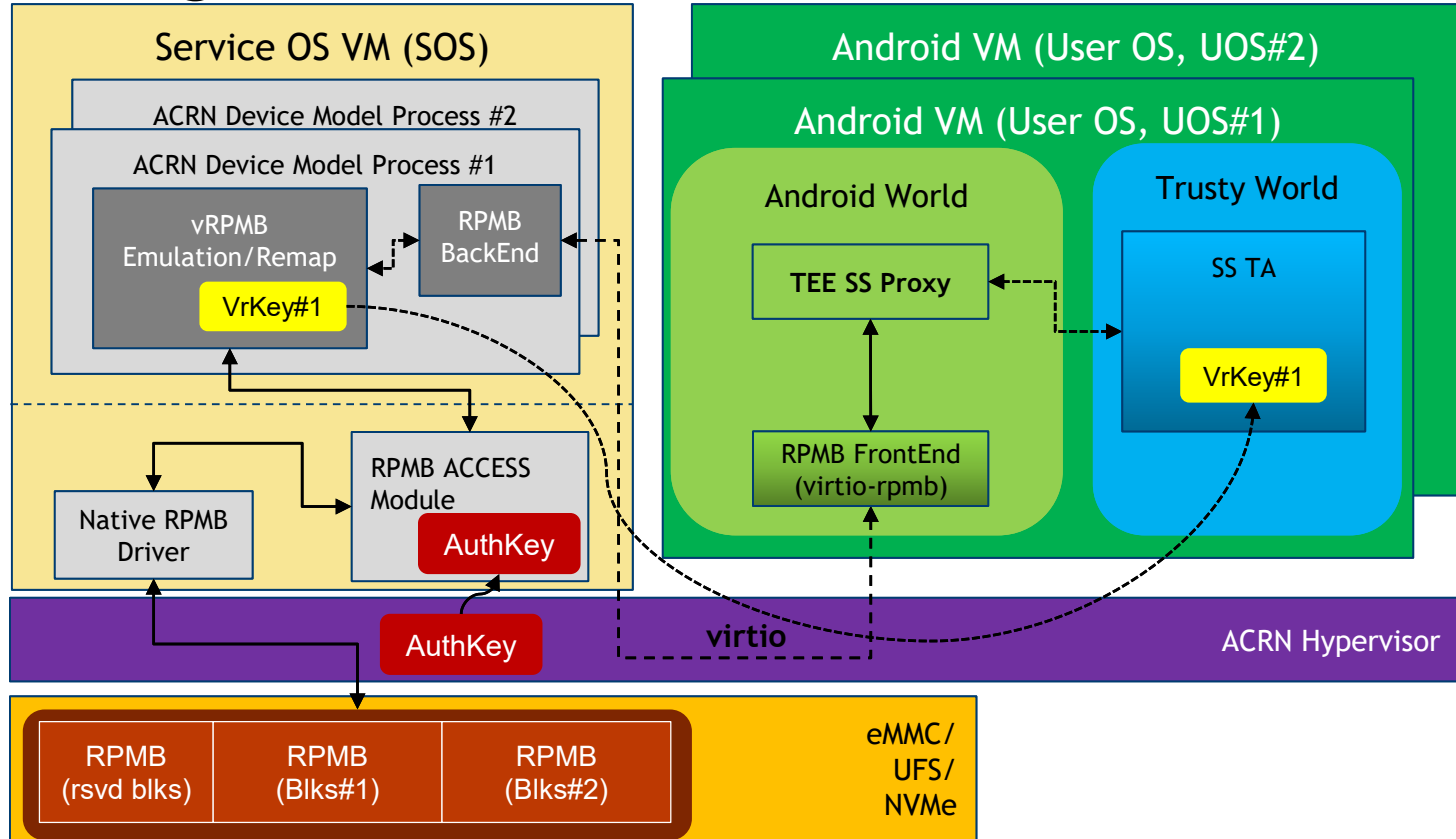 Service OS VM (SOS)
ACRN Device Model Process #2
ACRN Device Model Process #1
vRPMB
Emulation/Remap
VrKey#1
RPMB
BackEnd
RPMB ACCESS
Module
AuthKey
Native RPMB
Driver
Android VM (User OS, UOS#2)
Android VM (User OS, UOS#1)
Android World
TEE SS Proxy
RPMB FrontEnd
(virtio-rpmb)
Trusty World
SS TA
VrKey#1
AuthKey
virtio
ACRN Hypervisor
RPMB
(rsvd blks)
RPMB
(Blks#1)
RPMB
(Blks#2)
eMMC/
UFS/
NVMe